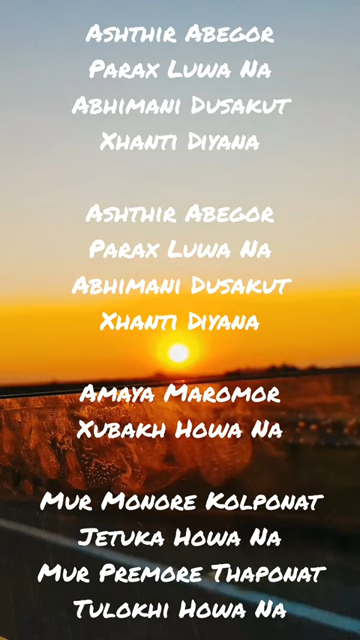 Ashthir Abegor
Parax Luwa Na
Abhimani Dusakut
Xhanti Diyana
Ashthir Abegor
Parax Luwa Na
Abhimani Dusakut
Xhanti Diyana
Amaya Maromor
Xubakh Howa Na
Mur Monore Kolponat
Jetuka Howa Na
Mur Premore Thaponat
Tulokhi Howa Na